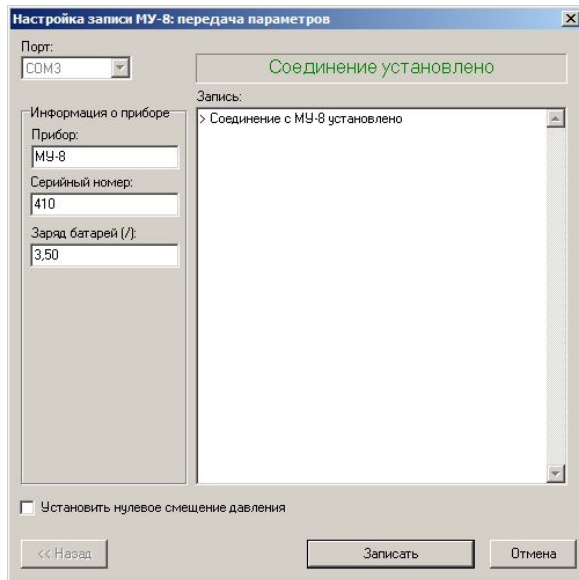 Настройка записи МУ-8: передача параметров
Порт:
COM3
Соединение установлено
Информация о приборе
Прибор:
МУ-8
Серийный номер:
410
Заряд батарей (/):
3,50
Запись:
> Соединение с МУ-8 установлено
Установить нулевое смещение давления
<< Назад
Записать
Отмена